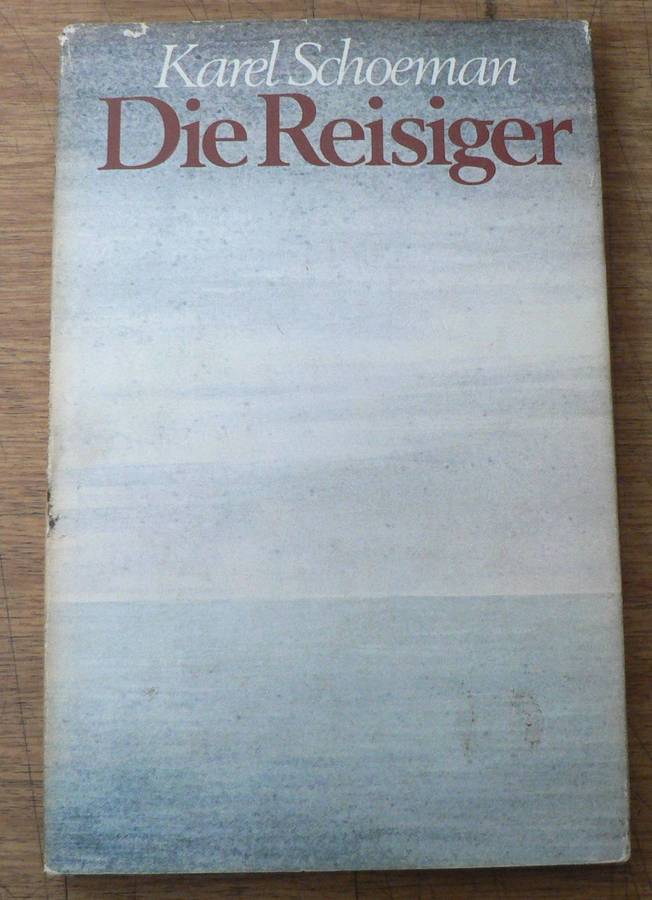 Karel Schoeman
Die Reisiger